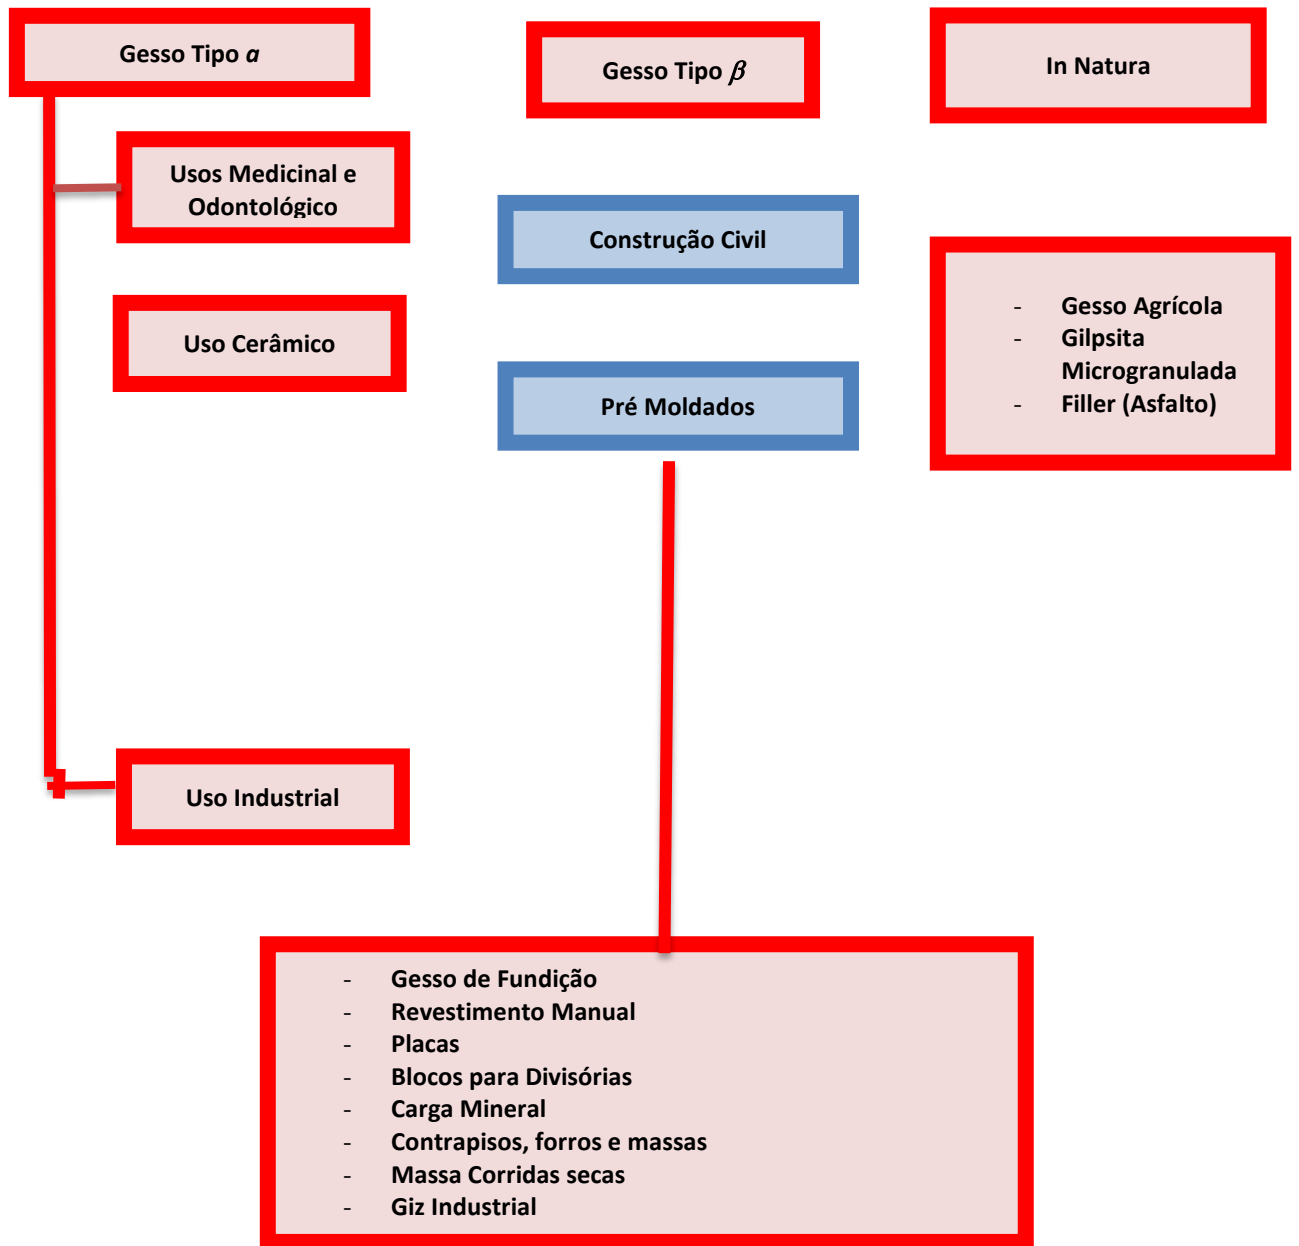 Gesso Tipo a
Gesso Tipo β
In Natura
Usos Medicinal e
Odontológico
Construção Civil
- Gesso Agrícola
- Gilpsita
Microgranulada
- Filler (Asfalto)
Uso Cerâmico
Pré Moldados
Uso Industrial
- Gesso de Fundição
- Revestimento Manual
- Placas
- Blocos para Divisórias
- Carga Mineral
- Contrapisos, forros e massas
- Massa Corridas secas
- Giz Industrial